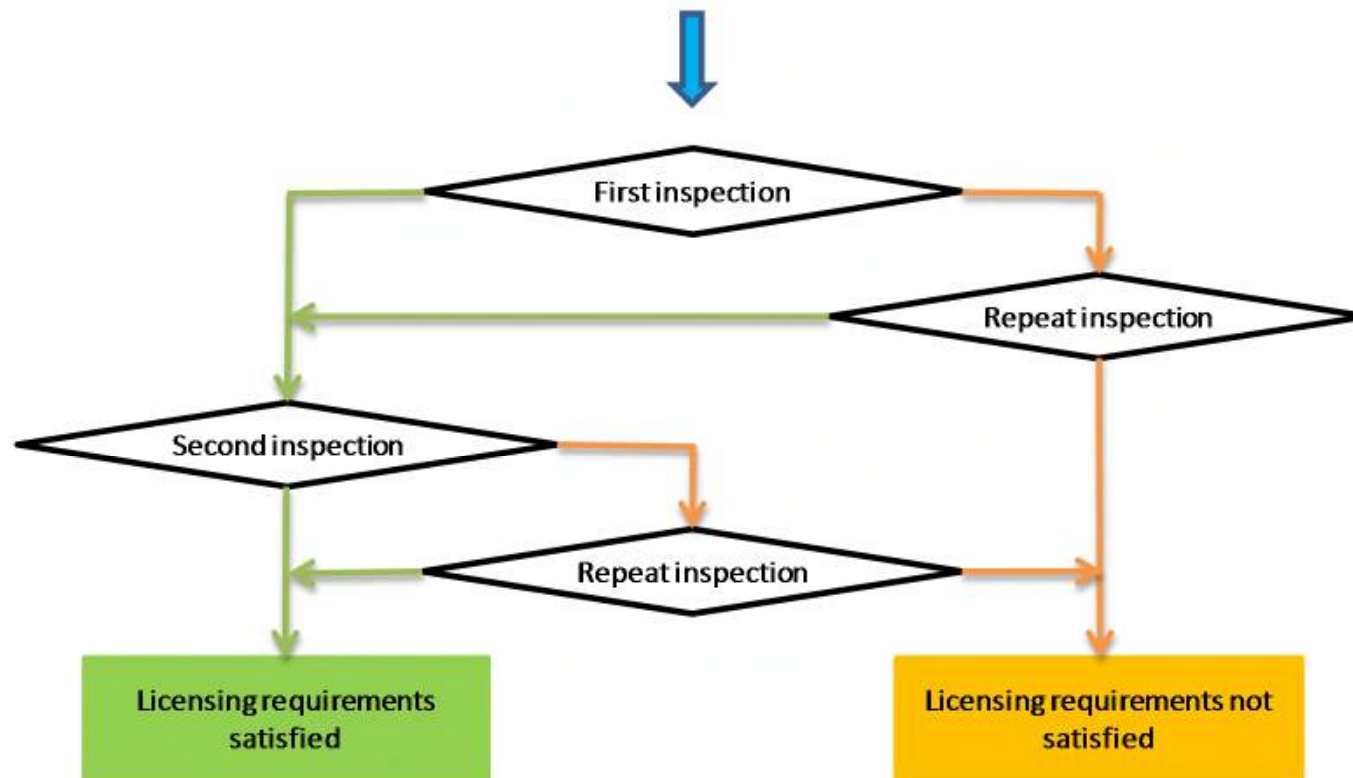 First inspection
Repeat inspection
Second inspection
Repeat inspection
Licensing requirements
satisfied
Licensing requirements not
satisfied